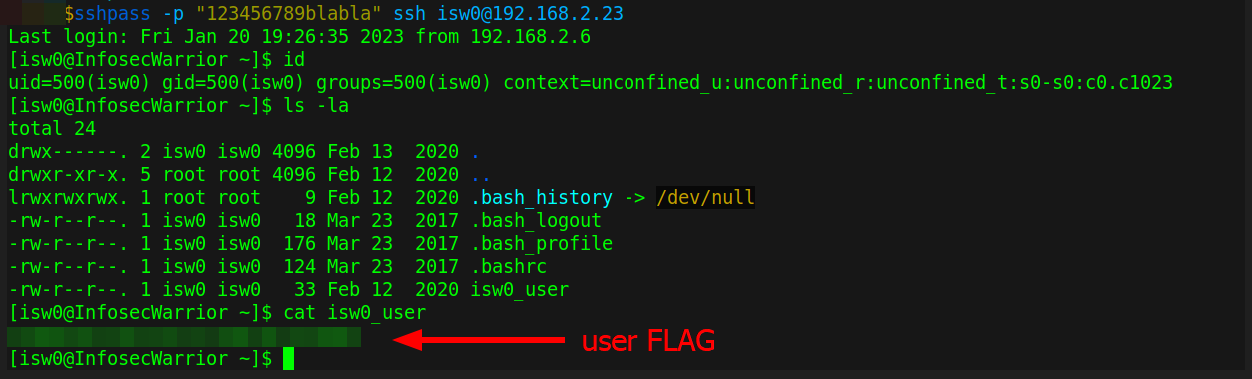 $sshpass -p "123456789blabla" ssh isw0@192.168.2.23
Last login: Fri Jan 20 19:26:35 2023 from 192.168.2.6
[isw0@InfosecWarrior ~]$ id
uid=500(isw0) gid=500(isw0) groups=500(isw0) context=unconfined_u:unconfined_r:unconfined_t:s0-s0:c0.c1023
[isw0@InfosecWarrior ~]$ ls -la
total 24
drwx------. 2 isw0 isw0 4096 Feb 13  2020 .
drwxr-xr-x. 5 root root 4096 Feb 12  2020 ..
lrwxrwxrwx. 1 root root    9 Feb 12  2020 .bash_history -> /dev/null
-rw-r--r--. 1 isw0 isw0   18 Mar 23  2017 .bash_logout
-rw-r--r--. 1 isw0 isw0  176 Mar 23  2017 .bash_profile
-rw-r--r--. 1 isw0 isw0  124 Mar 23  2017 .bashrc
-rw-r--r--. 1 isw0 isw0   33 Feb 12  2020 isw0_user
[isw0@InfosecWarrior ~]$ cat isw0_user
user FLAG
[isw0@InfosecWarrior ~]$